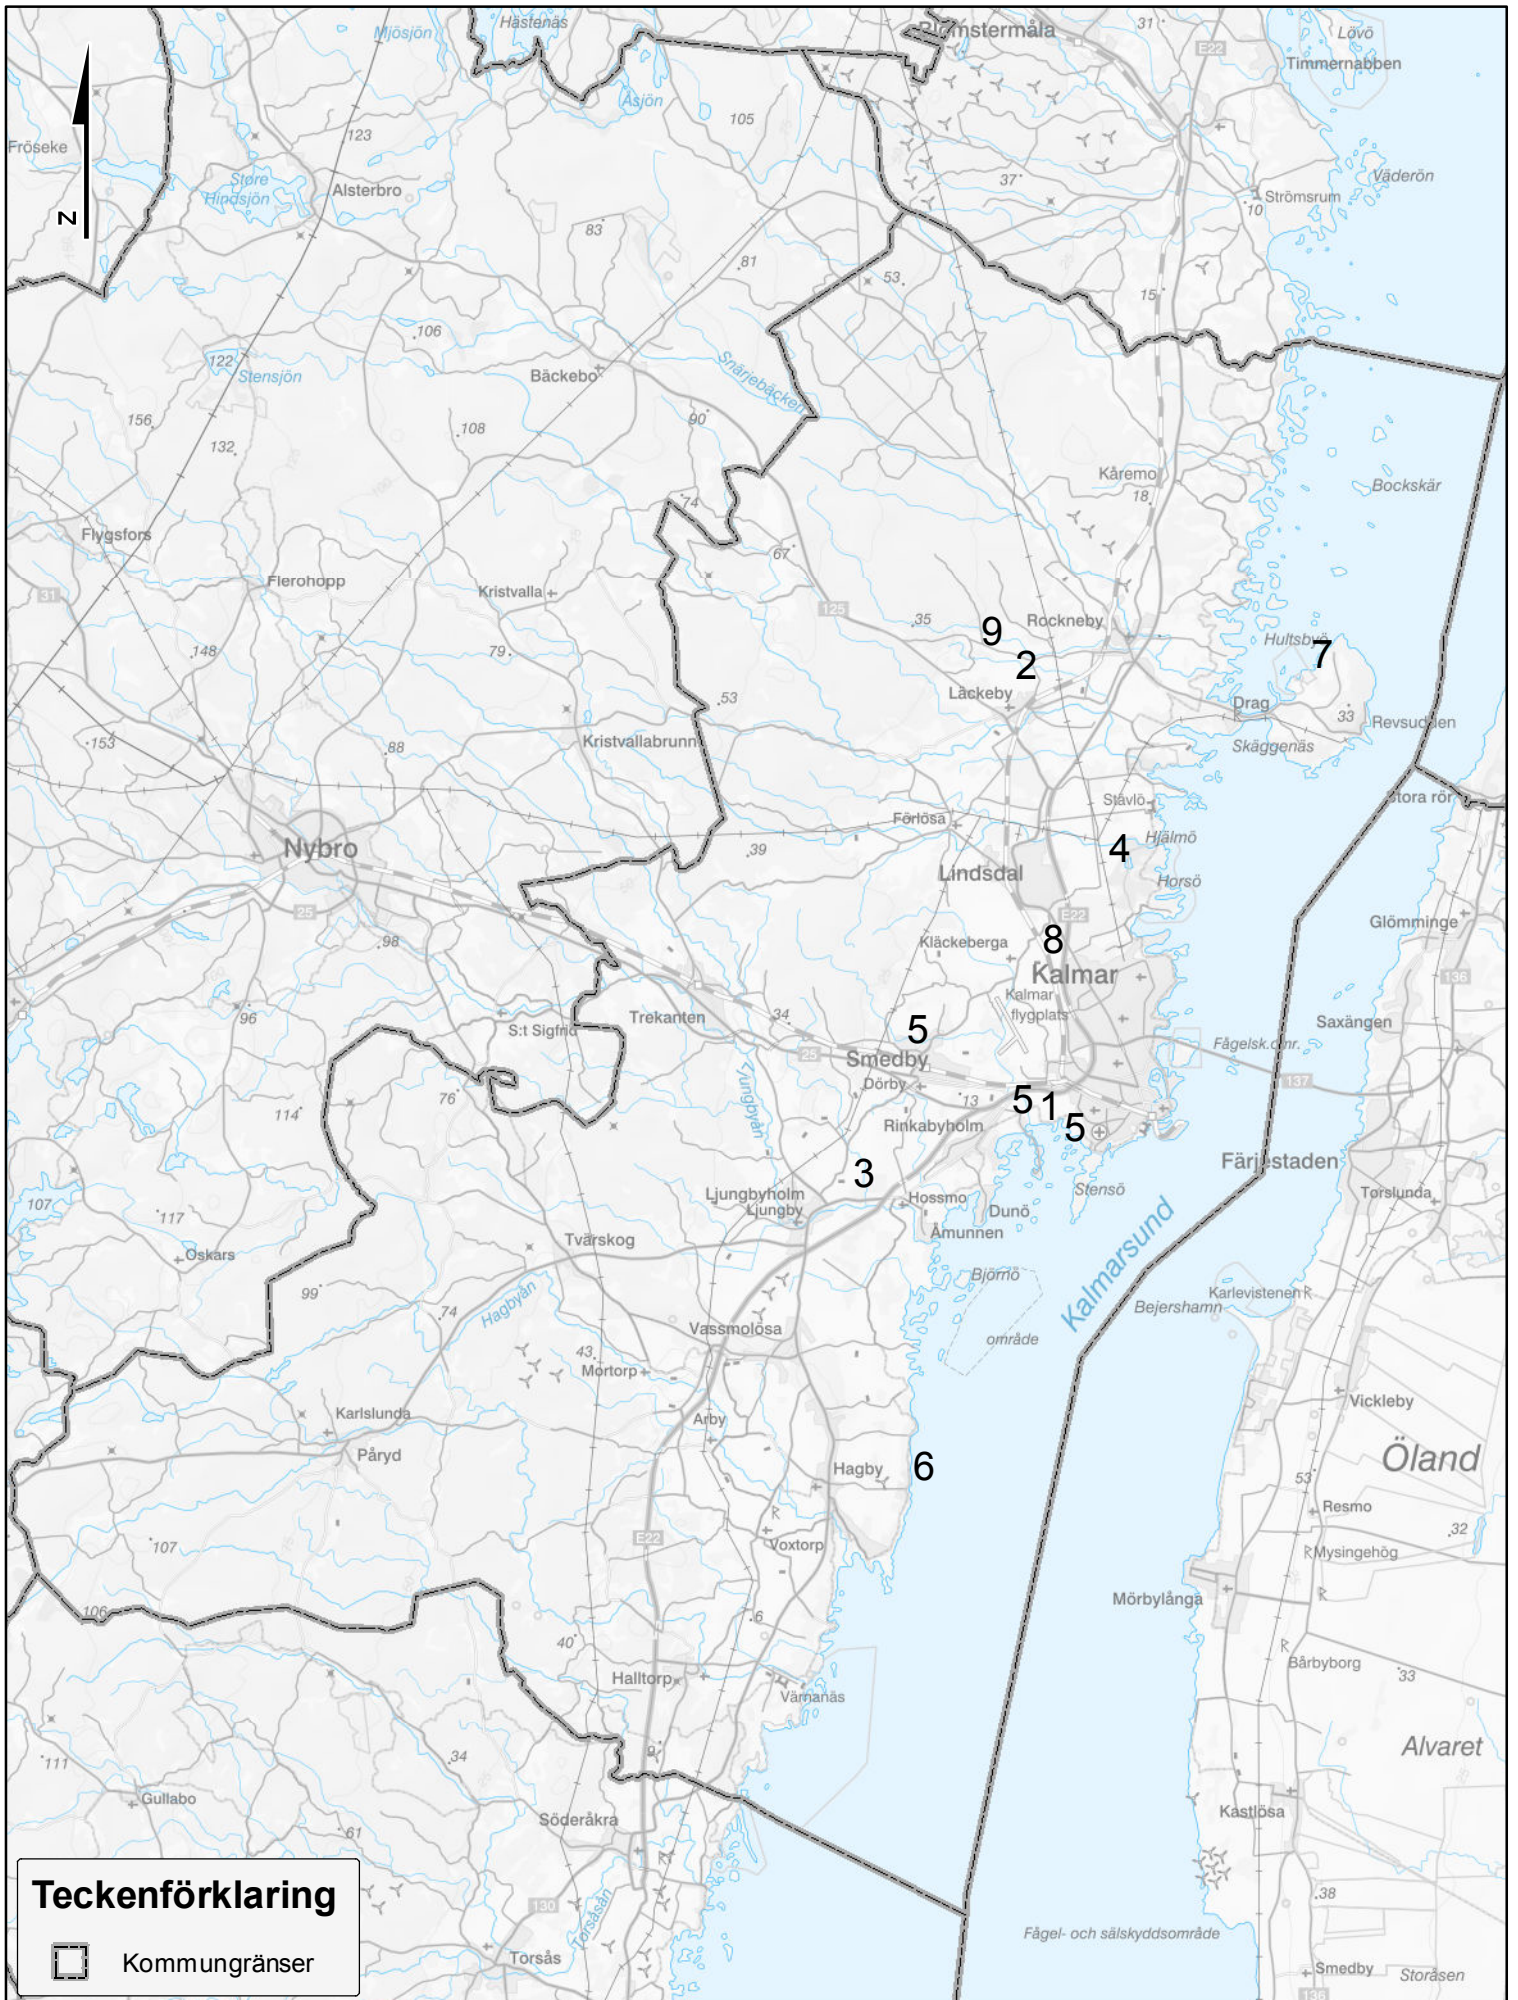 Mjösjön
Hästenäs
Åsjön
31
E22
Lövö
Timmernabben
Fröseke
123
105
Store
Hindsjön
Alsterbro
37
Väderön
Strömsrum
10
N
83
81
53
15
106
122
Stensjön
Bäckebo
Snärjebäcken
156
132
108
90
Kåremo
18
Bockskär
74
Flygsfors
67
31
Flerohopp
Kristvalla
125
35
9
Rockneby
2
7
148
79
Läckeby
53
Drag
33
Revsudden
Skäggenäs
153
88
Kristvallabrunn
Stävlö
Stora rör
Förlösa
Hjälmö
Nybro
39
4
Lindsdal
Horsö
25
E22
Glömminge
98
Kläckeberga
8
Kalmar
136
96
Kalmar
flygplats
S:t Sigfrid
Trekanten
34
5
Saxängen
25
Smedby
Fågelsk.omr.
137
Dörby
114
76
Ljungbyån
13
5
1
5
Rinkabyholm
3
Färjestaden
107
117
Ljungbyholm
Ljungby
Hossmo
Dunö
Stensö
Torslunda
Oskars
Tvärskog
Åmunnen
Kalmarsund
Björnö
99
74
Hagbyån
Karlevistenen
Bejershamn
Vassmolösa
område
43
Mortorp
Vickleby
Karlslunda
Arby
Påryd
Öland
Hagby
6
53
Resmo
32
107
E22
Voxtorp
Mysingehög
Mörbylånga
106
6
40
Bårbyborg
33
Halltorp
Värnanäs
111
34
9
Alvaret
Gullabo
Kastlösa
Söderåkra
61
Teckenförklaring
130
38
Torsåsån
Fågel- och sälskyddsområde
Kommungränser
Torsås
Smedby
Storåsen
136